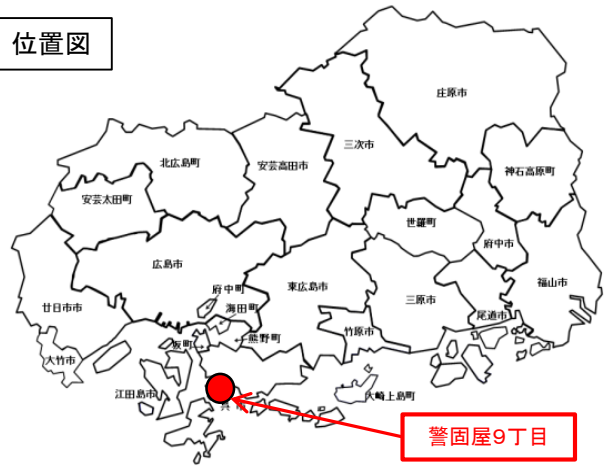 位置図
庄原市
三次市
北広島町
安芸高田市
神石高原町
安芸太田町
世羅町
府中市
広島市
東広島市
三原市
福山市
府中町
海田町
廿日市市
尾道市
竹原市
坂町
熊野町
大竹市
江田島市
大崎上島町
呉市
警固屋9丁目